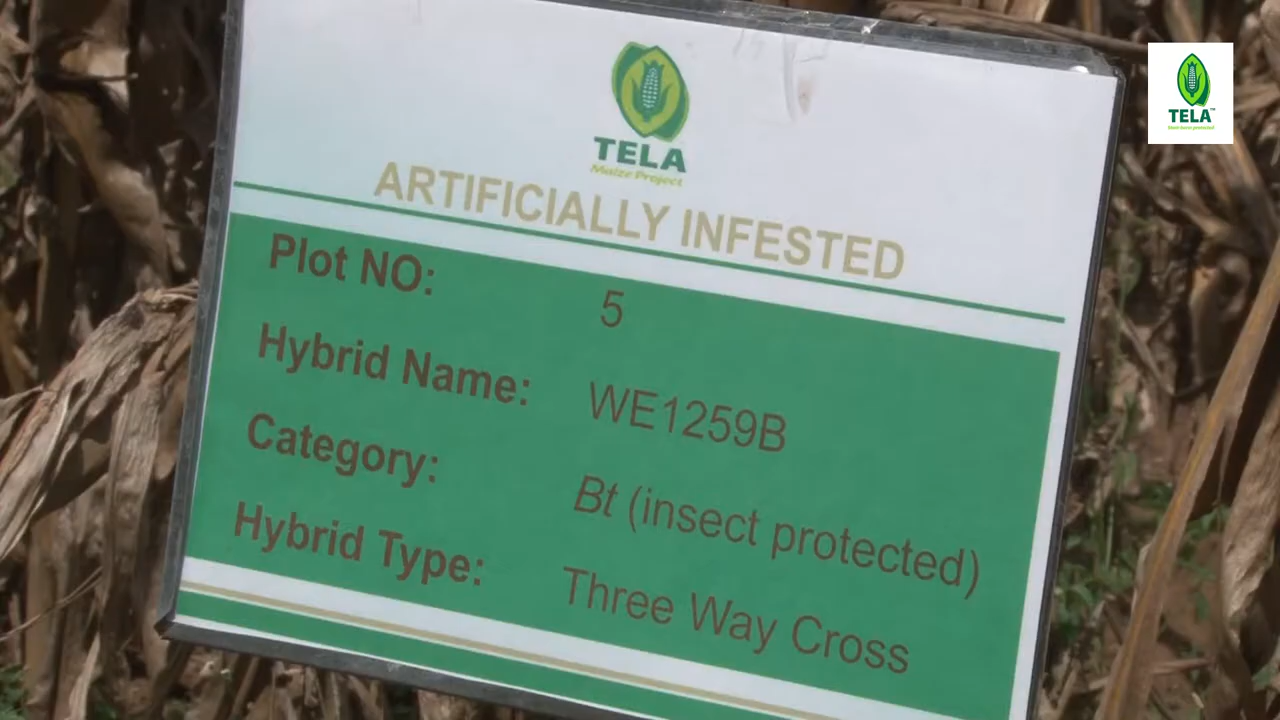 TELA
Maize Project
ARTIFICIALLY INFESTED
Plot NO: 5
Hybrid Name: WE1259B
Category: Bt (insect protected)
Hybrid Type: Three Way Cross
TELA™